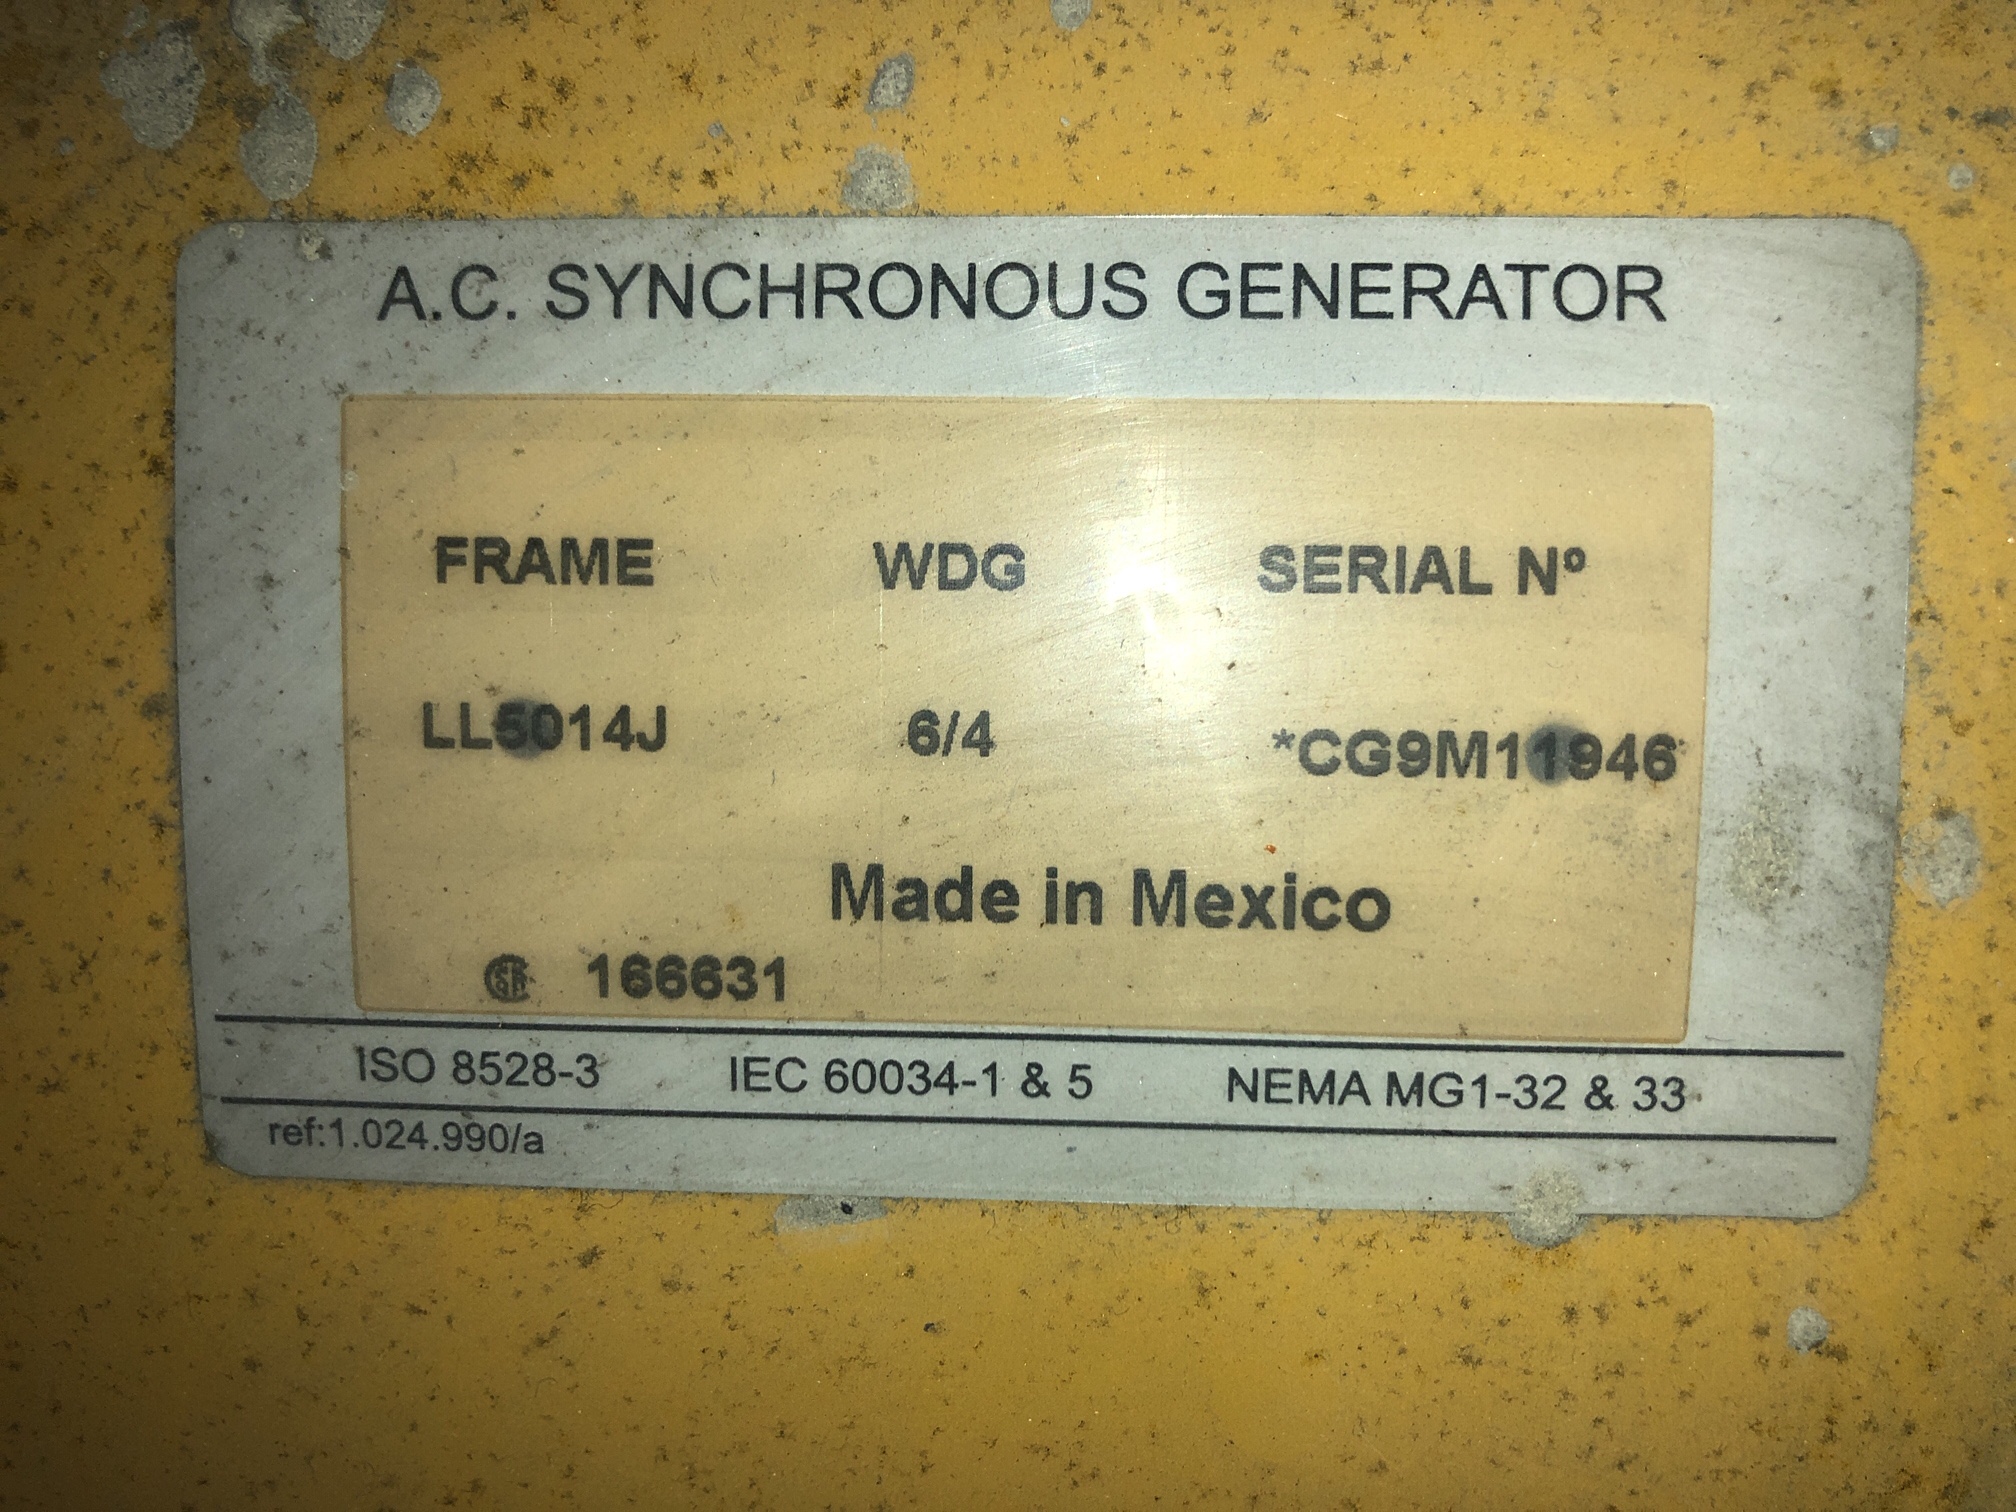 A.C. SYNCHRONOUS GENERATOR
FRAME WDG SERIAL Nº
LL5014J 6/4 *CG9M11946*
Made in Mexico
SA 166631
ISO 8528-3 IEC 60034-1 & 5 NEMA MG1-32 & 33
ref:1.024.990/a